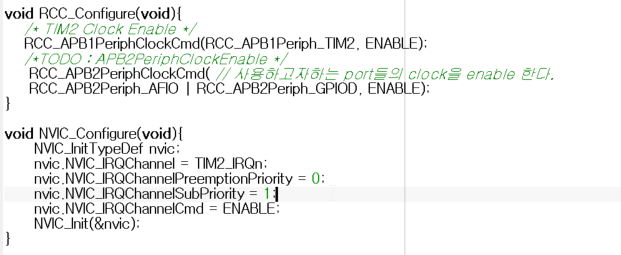 void RCC_Configure(void){
/* TIM2 Clock Enable */
RCC_APB1PeriphClockCmd(RCC_APB1Periph_TIM2, ENABLE);
/*TODO : APB2PeriphClockEnable */
RCC_APB2PeriphClockCmd( // 사용하고자하는 port들의 clock을 enable 한다.
RCC_APB2Periph_AFIO | RCC_APB2Periph_GPIOD, ENABLE);
}
void NVIC_Configure(void){
NVIC_InitTypeDef nvic;
nvic.NVIC_IRQChannel = TIM2_IRQn;
nvic.NVIC_IRQChannelPreemptionPriority = 0;
nvic.NVIC_IRQChannelSubPriority = 1;
nvic.NVIC_IRQChannelCmd = ENABLE;
NVIC_Init(&nvic);
}